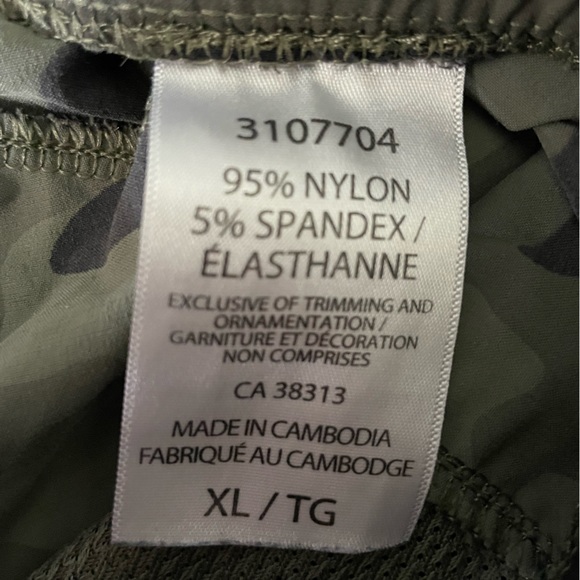 3107704
95% NYLON
5% SPANDEX /
ÉLASTHANNE
EXCLUSIVE OF TRIMMING AND
ORNAMENTATION /
GARNITURE ET DÉCORATION
NON COMPRISES
CA 38313
MADE IN CAMBODIA
FABRIQUÉ AU CAMBODGE
XL / TG